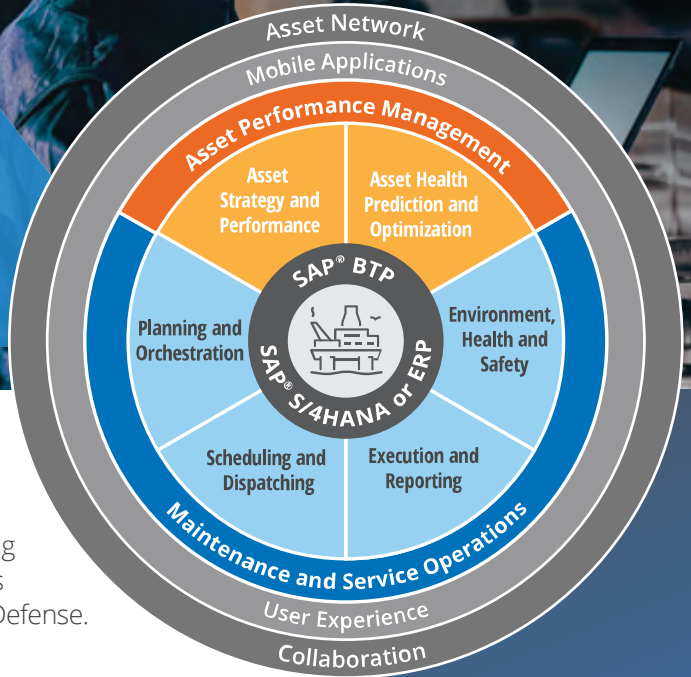 Asset Network
Mobile Applications
Asset Performance Management
Asset
Strategy and
Performance
Asset Health
Prediction and
Optimization
SAP® BTP
Planning and
Orchestration
Environment,
Health and
Safety
SAP® S/4HANA or ERP
Scheduling and
Dispatching
Execution and
Reporting
Maintenance and Service Operations
User Experience
Collaboration
Defense.